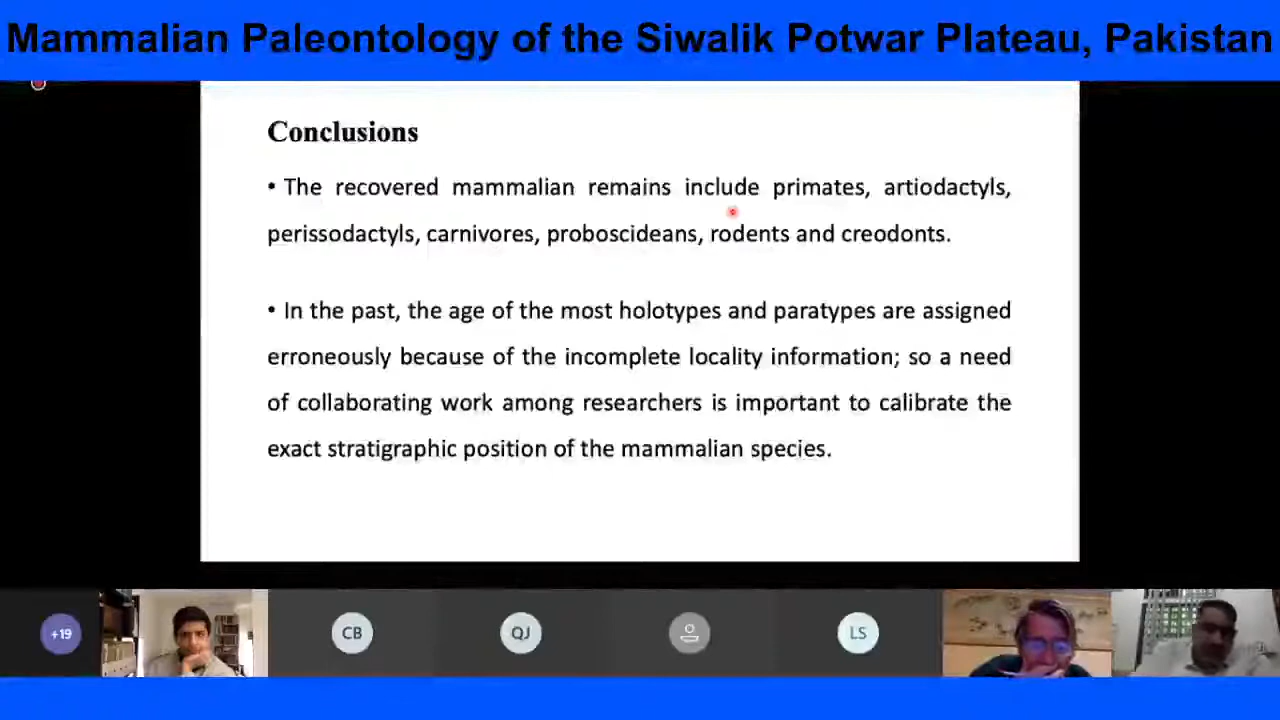 Mammalian Paleontology of the Siwalik Potwar Plateau, Pakistan
Conclusions
• The recovered mammalian remains include primates, artiodactyls,
perissodactyls, carnivores, proboscideans, rodents and creodonts.
• In the past, the age of the most holotypes and paratypes are assigned
erroneously because of the incomplete locality information; so a need
of collaborating work among researchers is important to calibrate the
exact stratigraphic position of the mammalian species.
+19
CB
QJ
LS